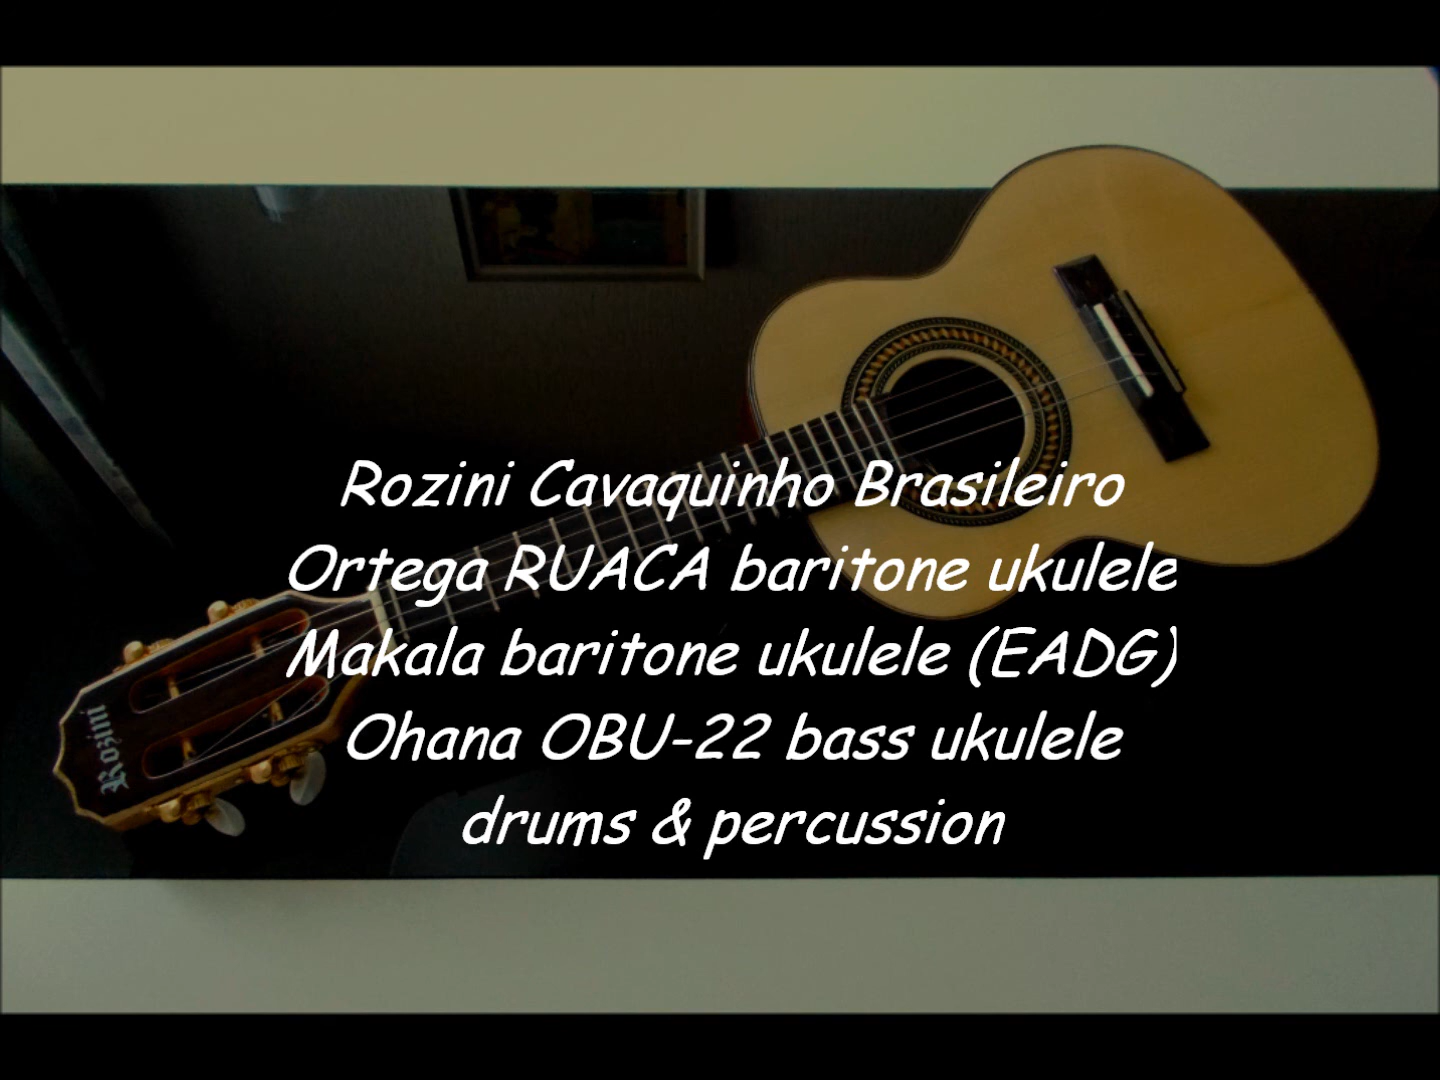 Rozini Cavaquinho Brasileiro
Ortega RUACA baritone ukulele
Makala baritone ukulele (EADG)
Ohana OBU-22 bass ukulele
drums & percussion
Rozini